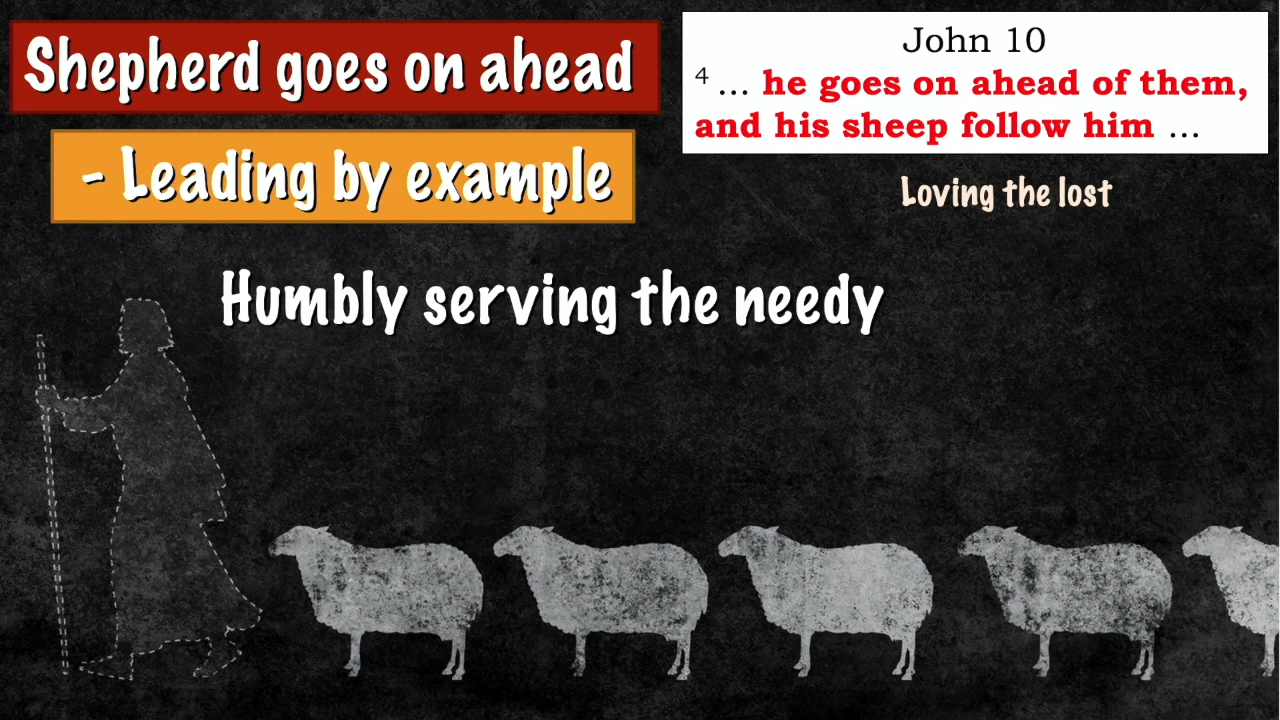 Shepherd goes on ahead
- Leading by example
John 10
4 ... he goes on ahead of them,
and his sheep follow him ...
Loving the lost
Humbly serving the needy